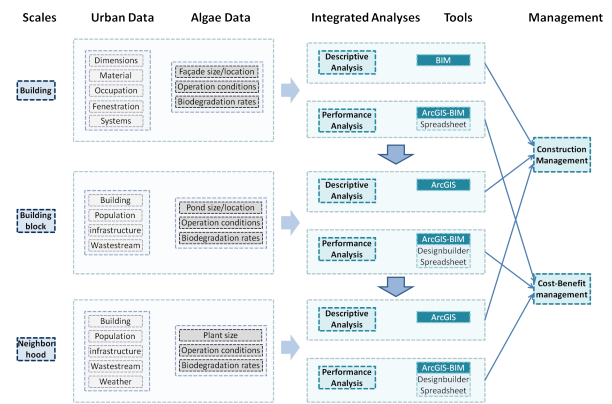 Scales
Urban Data
Algae Data
Integrated Analyses
Tools
Management
Building
Dimensions
Material
Occupation
Fenestration
Systems
Façade size/location
Operation conditions
Biodegradation rates
Descriptive
Analysis
BIM
Performance
Analysis
ArcGIS-BIM
Spreadsheet
Building
block
Building
Population
infrastructure
Wastestream
Pond size/location
Operation conditions
Biodegradation rates
Descriptive
Analysis
ArcGIS
Performance
Analysis
ArcGIS-BIM
Designbuilder
Spreadsheet
Neighbor
hood
Building
Population
infrastructure
Wastestream
Weather
Plant size
Operation conditions
Biodegradation rates
Descriptive
Analysis
ArcGIS
Performance
Analysis
ArcGIS-BIM
Designbuilder
Spreadsheet
Construction
Management
Cost-Benefit
management